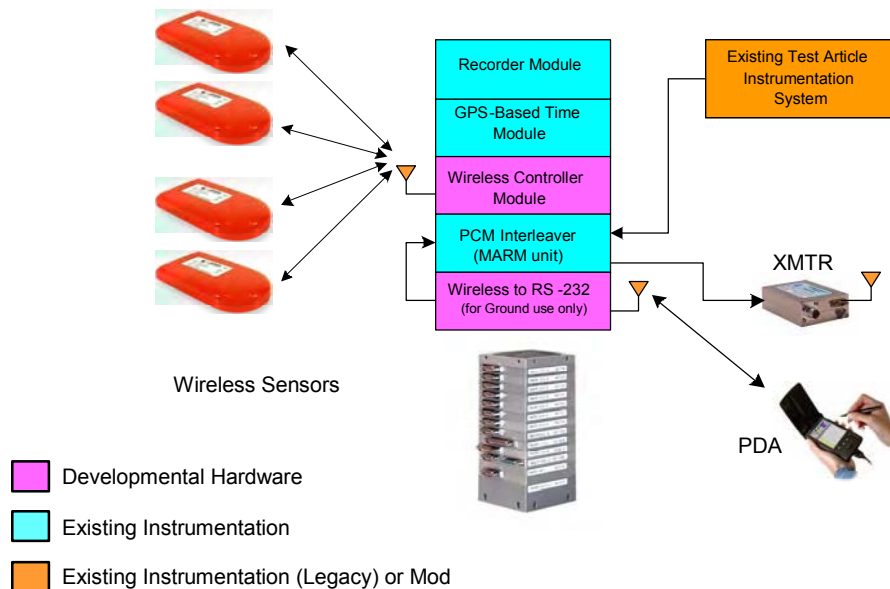 Recorder Module
GPS-Based Time
Module
Wireless Controller
Module
PCM Interleaver
(MARM unit)
Wireless to RS -232
(for Ground use only)
Existing Test Article
Instrumentation
System
XMTR
PDA
Wireless Sensors
Developmental Hardware
Existing Instrumentation
Existing Instrumentation (Legacy) or Mod